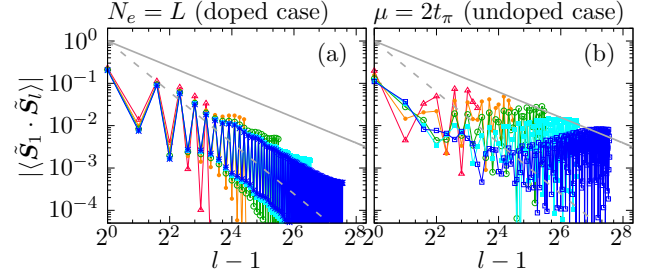 N_e = L (doped case) μ = 2t_π (undoped case)
10^0 (a) (b)
10^{-1}
10^{-2}
10^{-3}
10^{-4}
|⟨S̃_1 · S̃_l⟩|
2^0 2^2 2^4 2^6 2^8 2^0 2^2 2^4 2^6 2^8
l − 1 l − 1